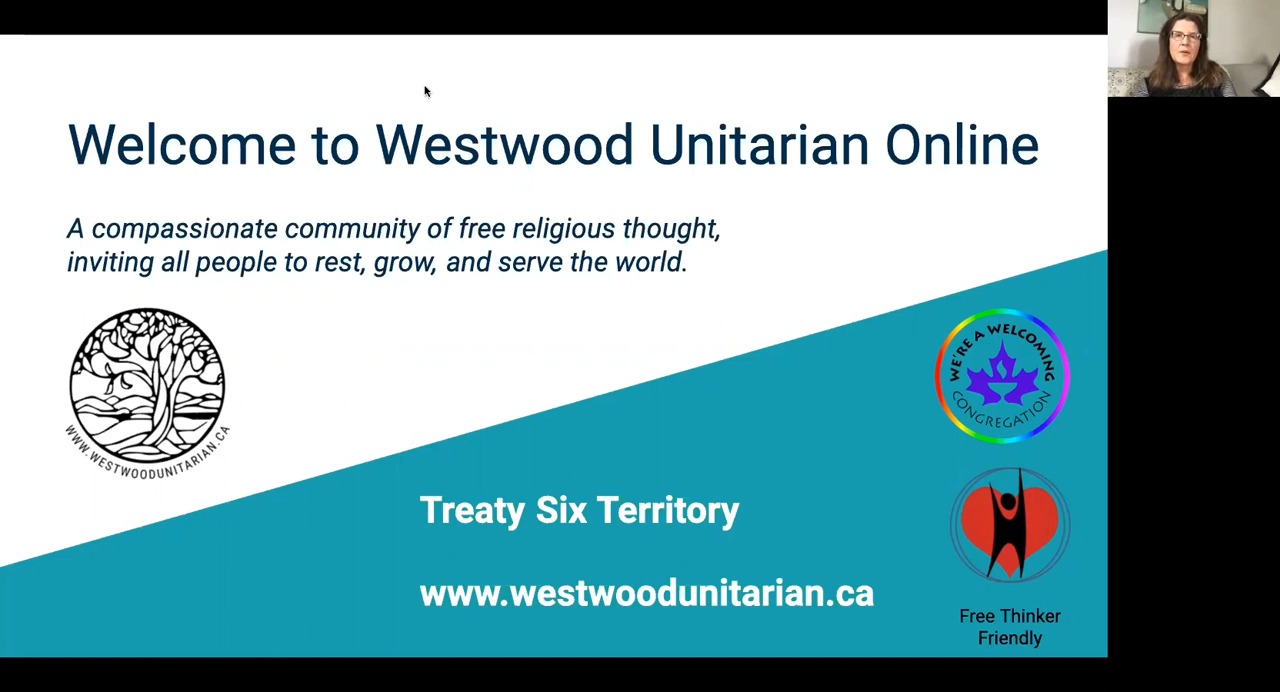 Welcome to Westwood Unitarian Online
A compassionate community of free religious thought,
inviting all people to rest, grow, and serve the world.
WWW.WESTWOODUNITARIAN.CA
WE'RE A WELCOMING
CONGREGATION
Treaty Six Territory
www.westwoodunitarian.ca
Free Thinker
Friendly